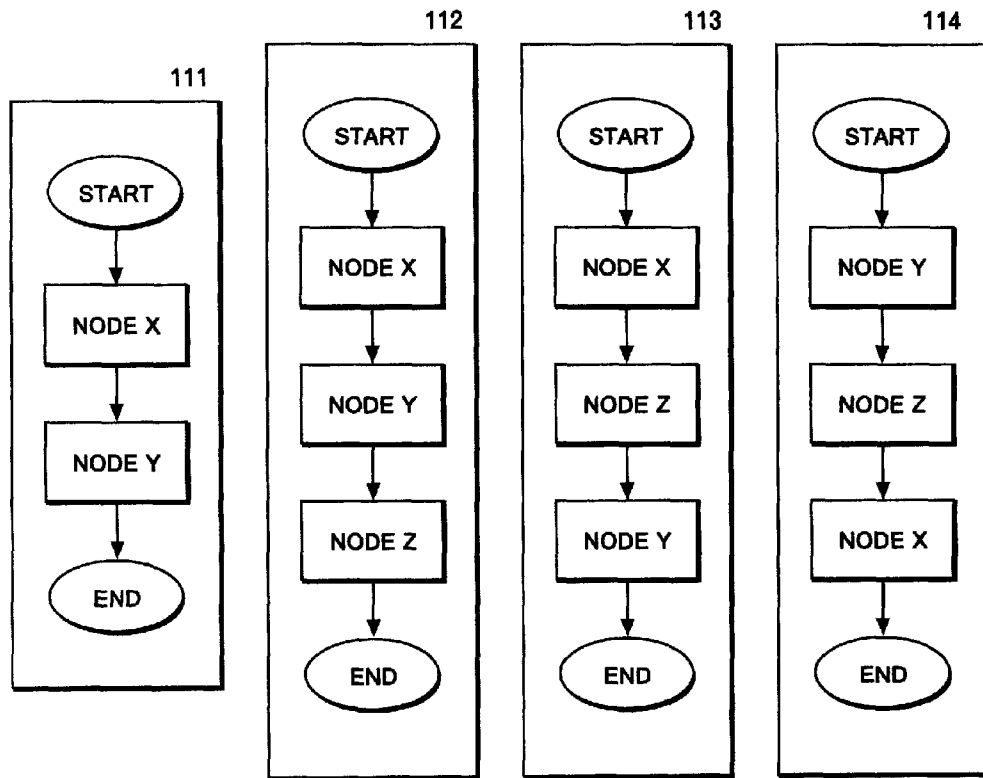 111
START
NODE X
NODE Y
END
112
START
NODE X
NODE Y
NODE Z
END
113
START
NODE X
NODE Z
NODE Y
END
114
START
NODE Y
NODE Z
NODE X
END